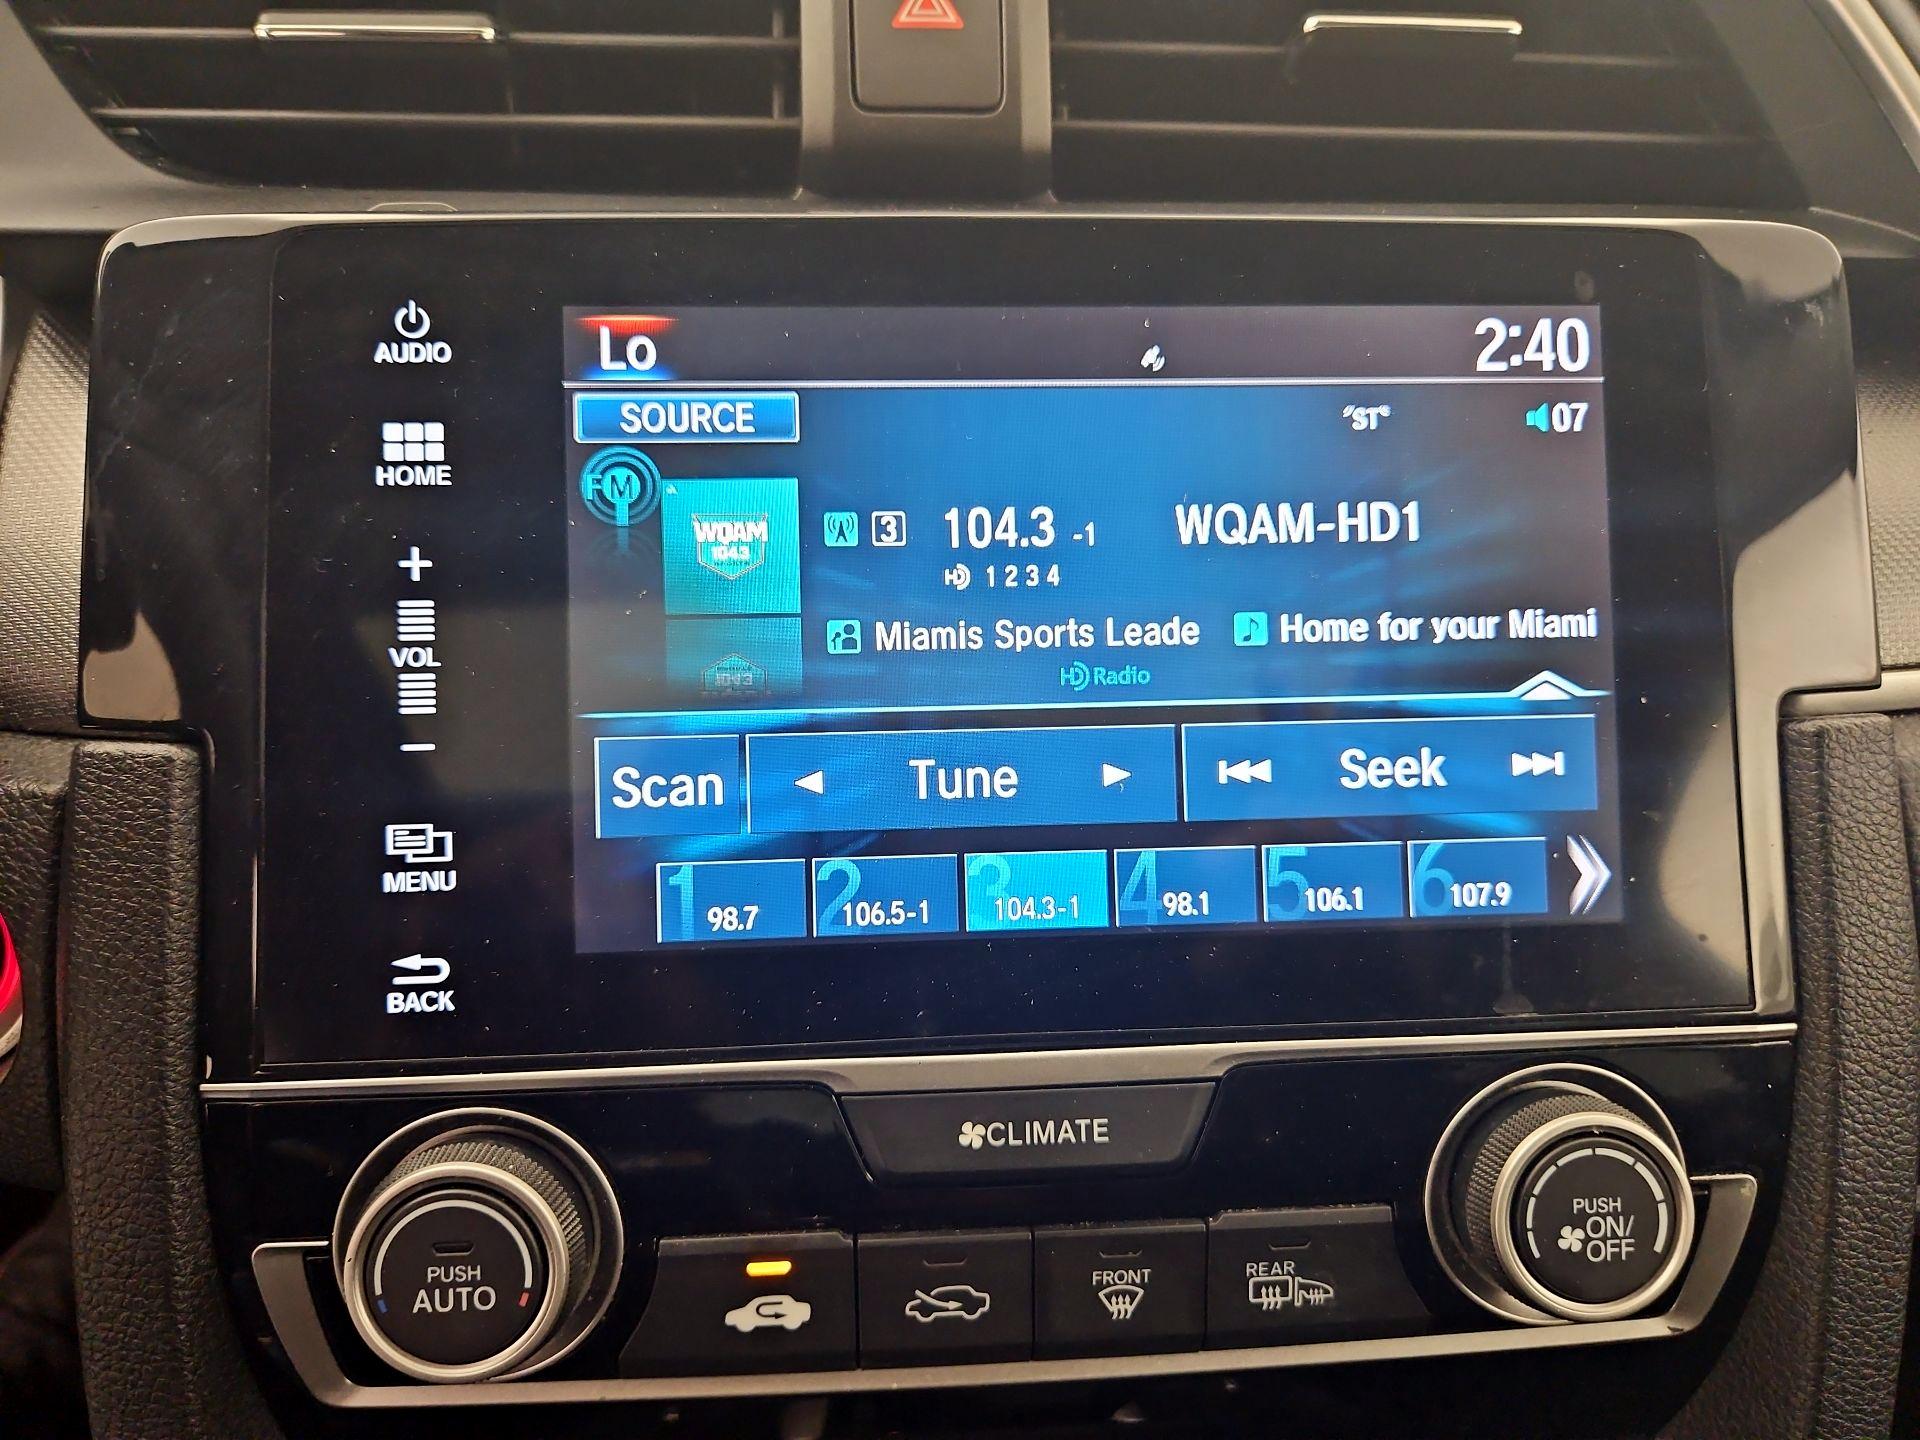 AUDIO
HOME
+
VOL
−
MENU
BACK
Lo
2:40
SOURCE
ST
07
FM
WQAM
104.3
3
104.3 -1
WQAM-HD1
HD 1 2 3 4
Miamis Sports Leade
Home for your Miami
HD Radio
Scan
Tune
Seek
1 98.7
2 106.5-1
3 104.3-1
4 98.1
5 106.1
6 107.9
CLIMATE
PUSH
AUTO
FRONT
REAR
PUSH
ON/
OFF